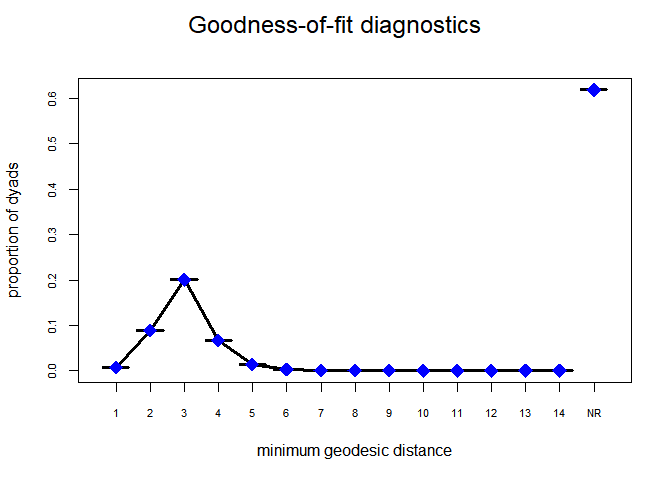 Goodness-of-fit diagnostics
proportion of dyads
0.6
0.5
0.4
0.3
0.2
0.1
0.0
1 2 3 4 5 6 7 8 9 10 11 12 13 14 NR
minimum geodesic distance